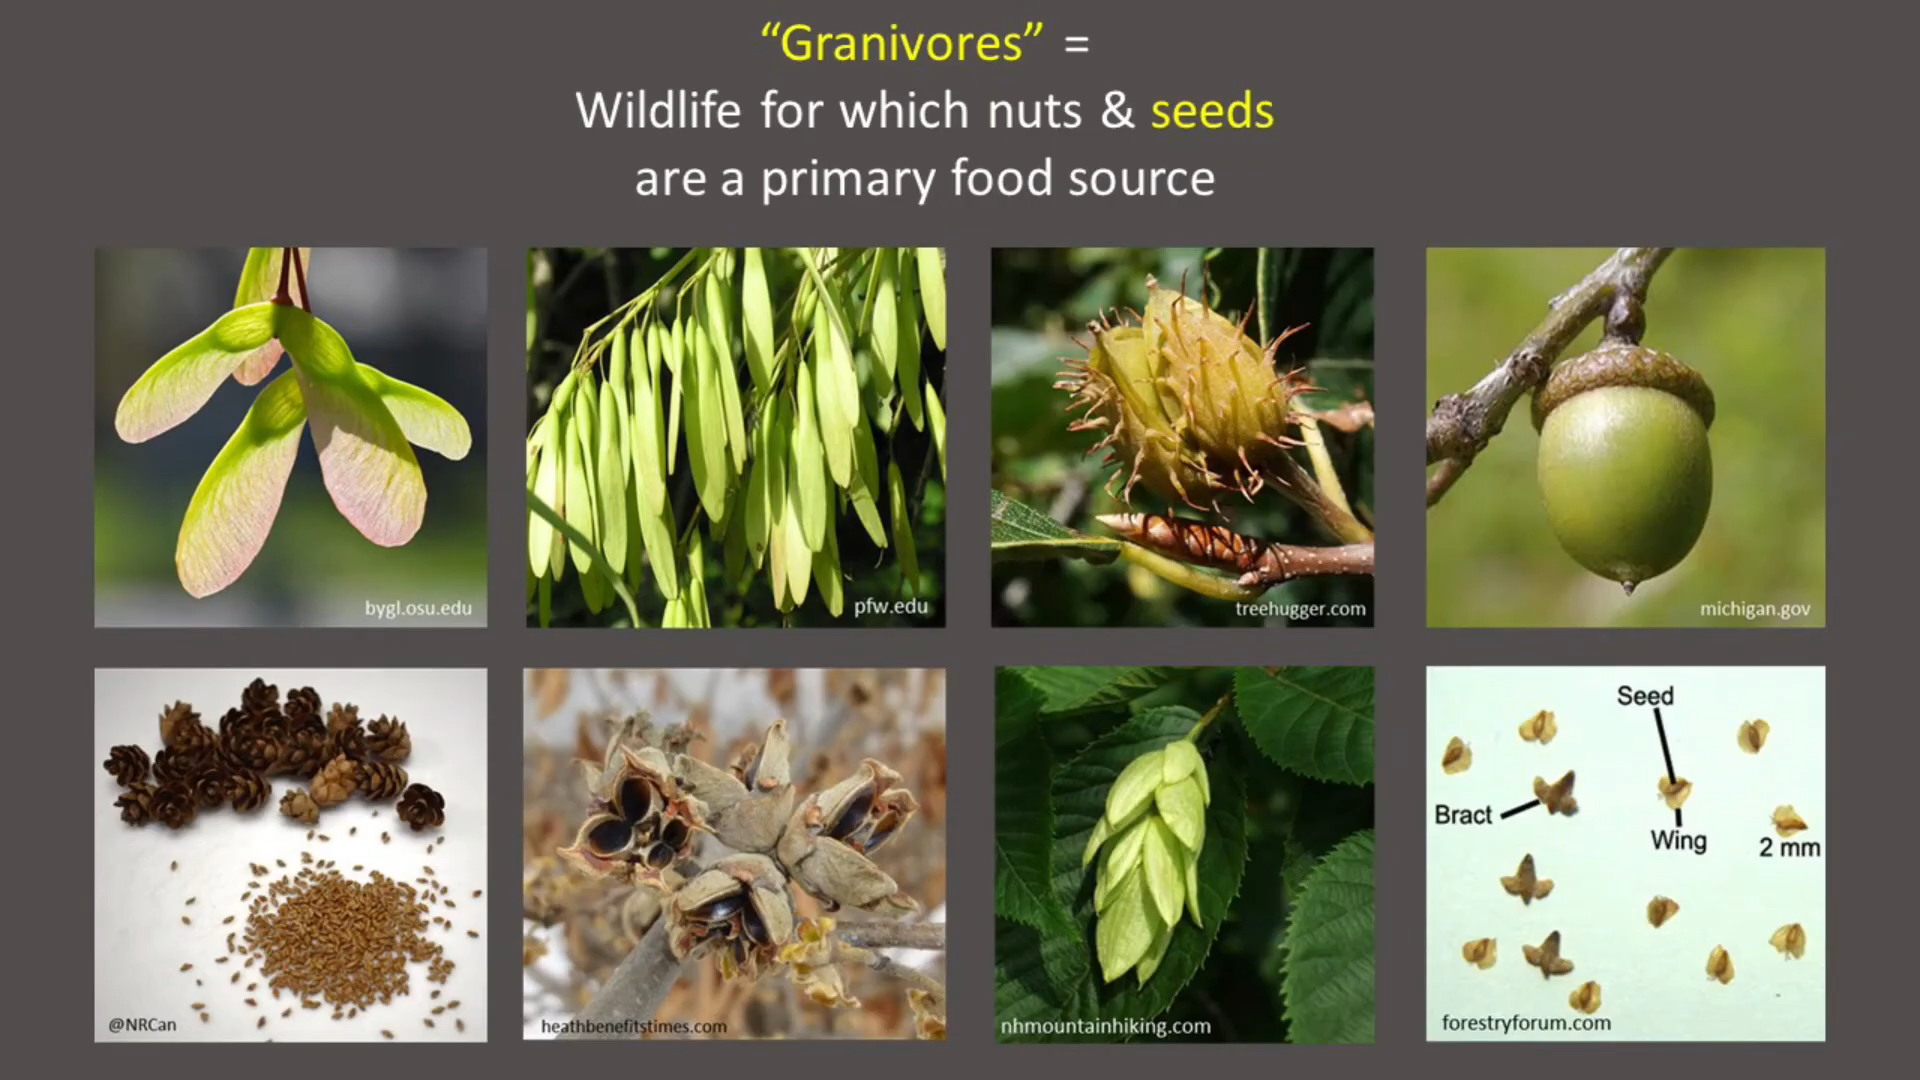 “Granivores” =
Wildlife for which nuts & seeds
are a primary food source
bygl.osu.edu
pfw.edu
treehugger.com
michigan.gov
@NRCan
heathbenefitstimes.com
nhmountainhiking.com
Seed
Bract
Wing
2 mm
forestryforum.com